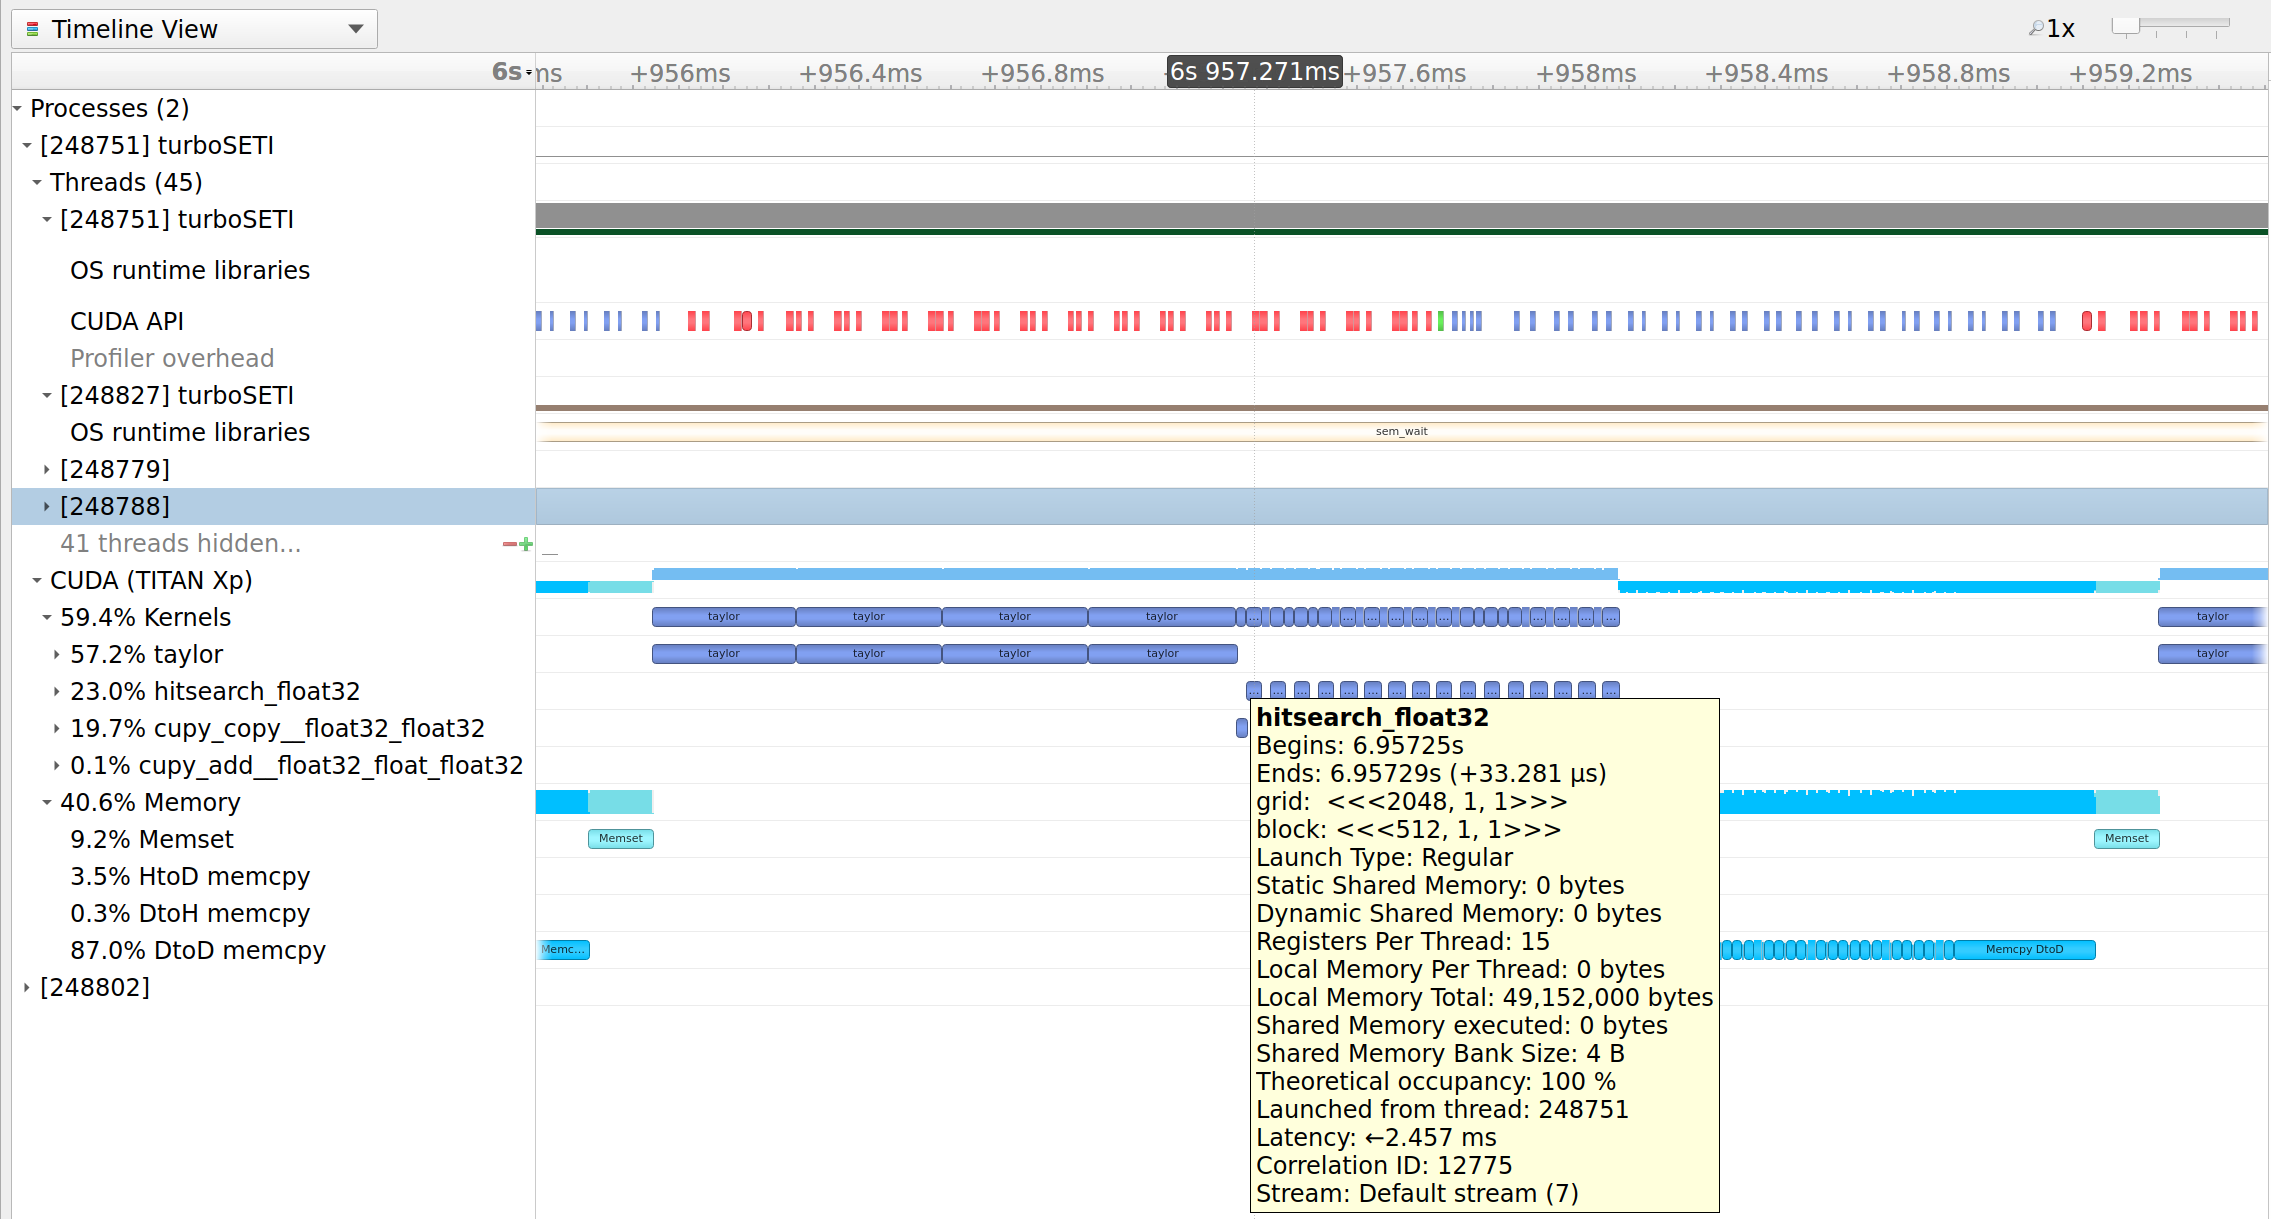 Timeline View
1x
6s
ms +956ms +956.4ms +956.8ms 6s 957.271ms +957.6ms +958ms +958.4ms +958.8ms +959.2ms
Processes (2)
[248751] turboSETI
Threads (45)
[248751] turboSETI
OS runtime libraries
CUDA API
Profiler overhead
[248827] turboSETI
OS runtime libraries
sem_wait
[248779]
[248788]
41 threads hidden...
CUDA (TITAN Xp)
59.4% Kernels
taylor taylor taylor taylor ... ... ... ... ... ... ... ... ... ... ... ... ... taylor
57.2% taylor
taylor taylor taylor taylor taylor
23.0% hitsearch_float32
... ... ... ... ... ... ... ... ... ... ... ... ... ... ... ...
19.7% cupy_copy__float32_float32
0.1% cupy_add__float32_float_float32
40.6% Memory
9.2% Memset
Memset Memset
3.5% HtoD memcpy
0.3% DtoH memcpy
87.0% DtoD memcpy
Memc... Memcpy DtoD
[248802]
hitsearch_float32
Begins: 6.95725s
Ends: 6.95729s (+33.281 μs)
grid: <<<2048, 1, 1>>>
block: <<<512, 1, 1>>>
Launch Type: Regular
Static Shared Memory: 0 bytes
Dynamic Shared Memory: 0 bytes
Registers Per Thread: 15
Local Memory Per Thread: 0 bytes
Local Memory Total: 49,152,000 bytes
Shared Memory executed: 0 bytes
Shared Memory Bank Size: 4 B
Theoretical occupancy: 100 %
Launched from thread: 248751
Latency: ←2.457 ms
Correlation ID: 12775
Stream: Default stream (7)